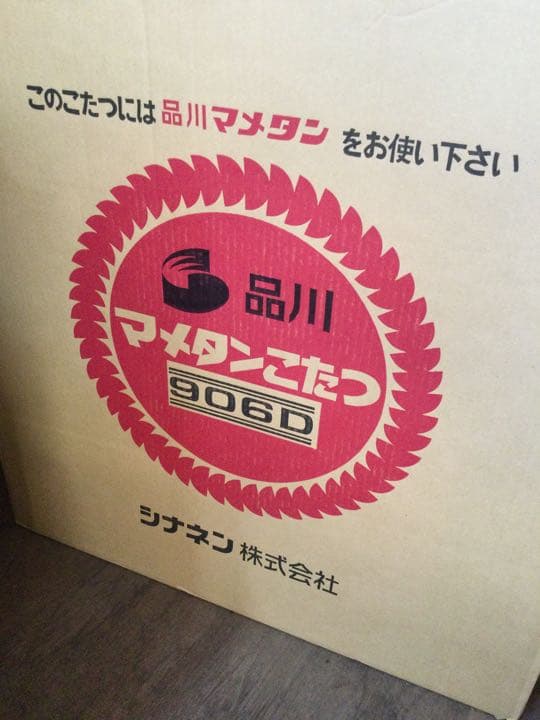 このこたつには品川マメタンをお使い下さい
品川
マメタンこたつ
906D
シナネン株式会社